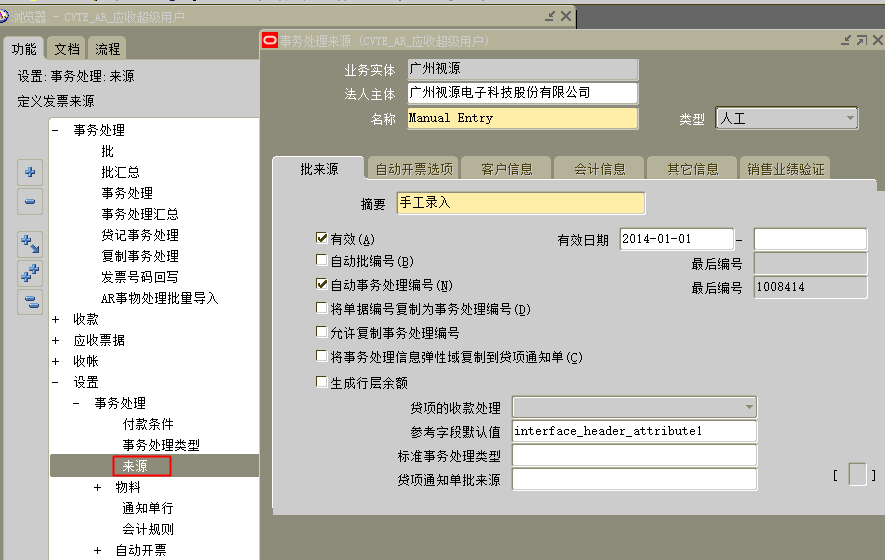 浏览器 - CVTE_AR_应收超级用户
功能 文档 流程
设置:事务处理:来源
定义发票来源
- 事务处理
批
批汇总
事务处理
事务处理汇总
贷记事务处理
复制事务处理
发票号码回写
AR事物处理批量导入
+ 收款
+ 应收票据
+ 收帐
- 设置
- 事务处理
付款条件
事务处理类型
来源
+ 物料
通知单行
会计规则
+ 自动开票
事务处理来源 (CVTE_AR_应收超级用户)
业务实体 广州视源
法人主体 广州视源电子科技股份有限公司
名称 Manual Entry 类型 人工
批来源 自动开票选项 客户信息 会计信息 其它信息 销售业绩验证
摘要 手工录入
有效(A) 有效日期 2014-01-01 -
自动批编号(B) 最后编号
自动事务处理编号(N) 最后编号 1008414
将单据编号复制为事务处理编号(D)
允许复制事务处理编号
将事务处理信息弹性域复制到贷项通知单(C)
生成行层余额
贷项的收款处理
参考字段默认值 interface_header_attribute1
标准事务处理类型
贷项通知单批来源 [ ]